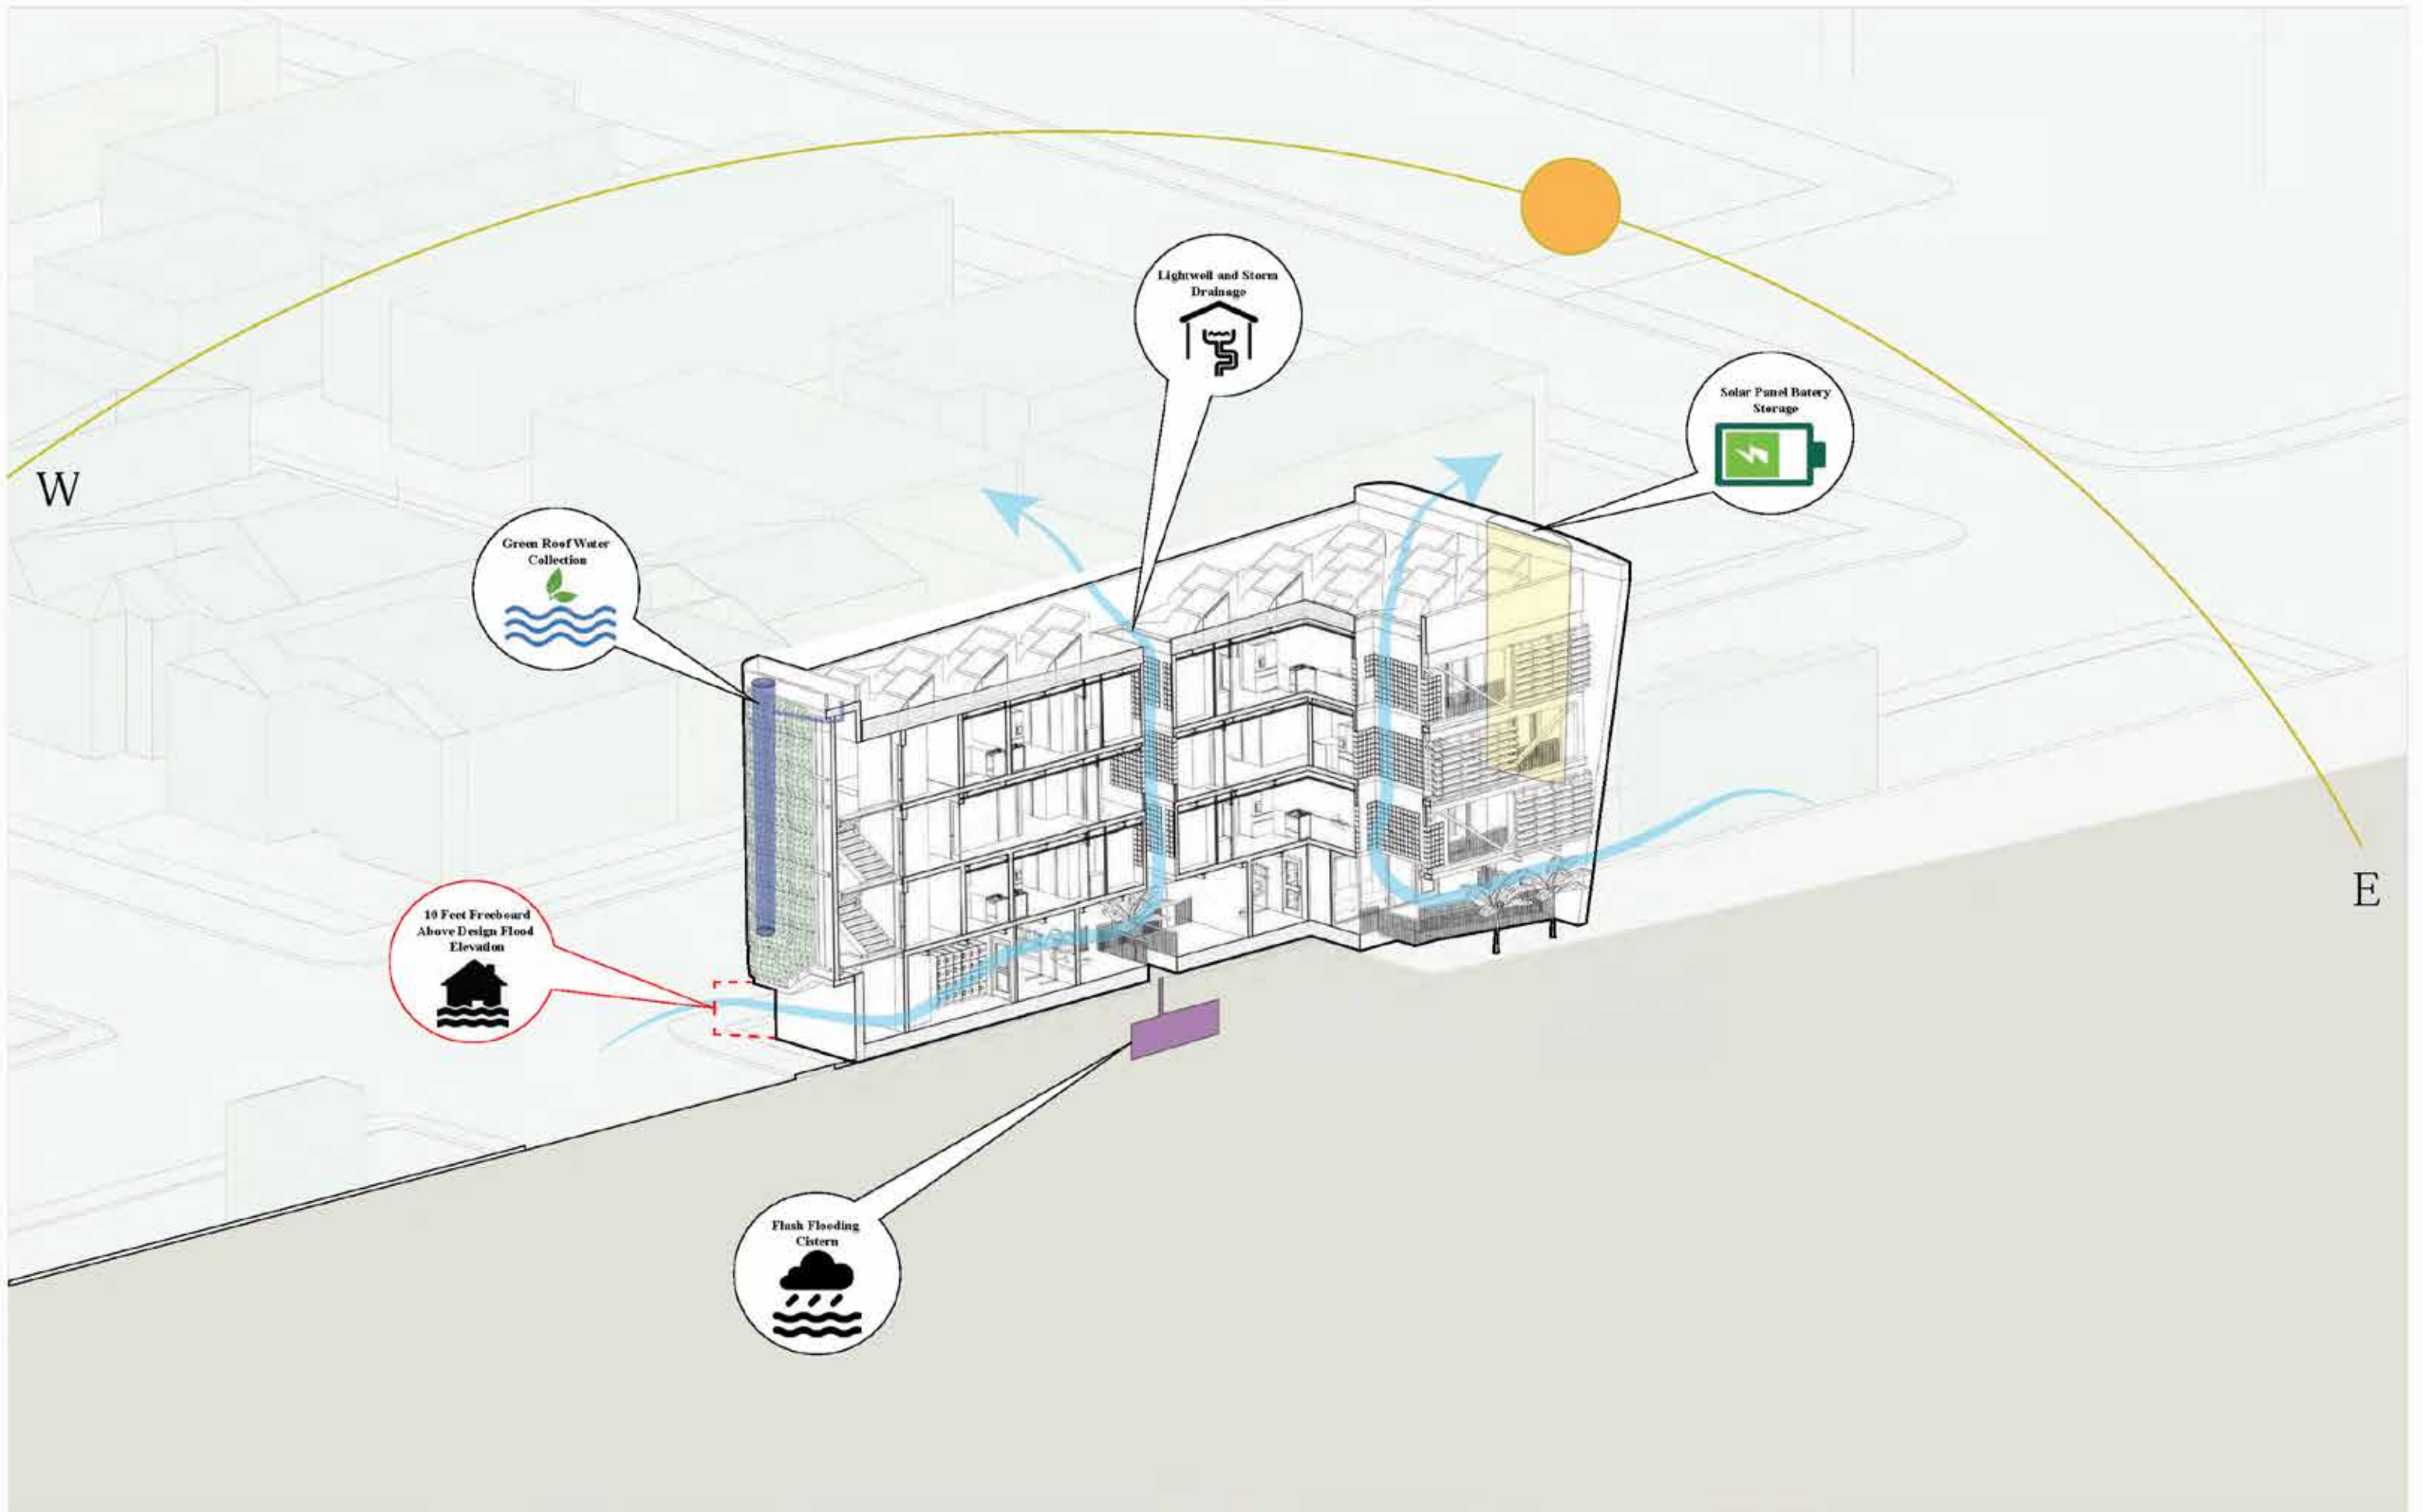 Lightwell and Storm
Drainage
Solar Panel Batery
Storage
W
Green Roof Water
Collection
E
10 Feet Freeboard
Above Design Flood
Elevation
Flash Flooding
Cistern